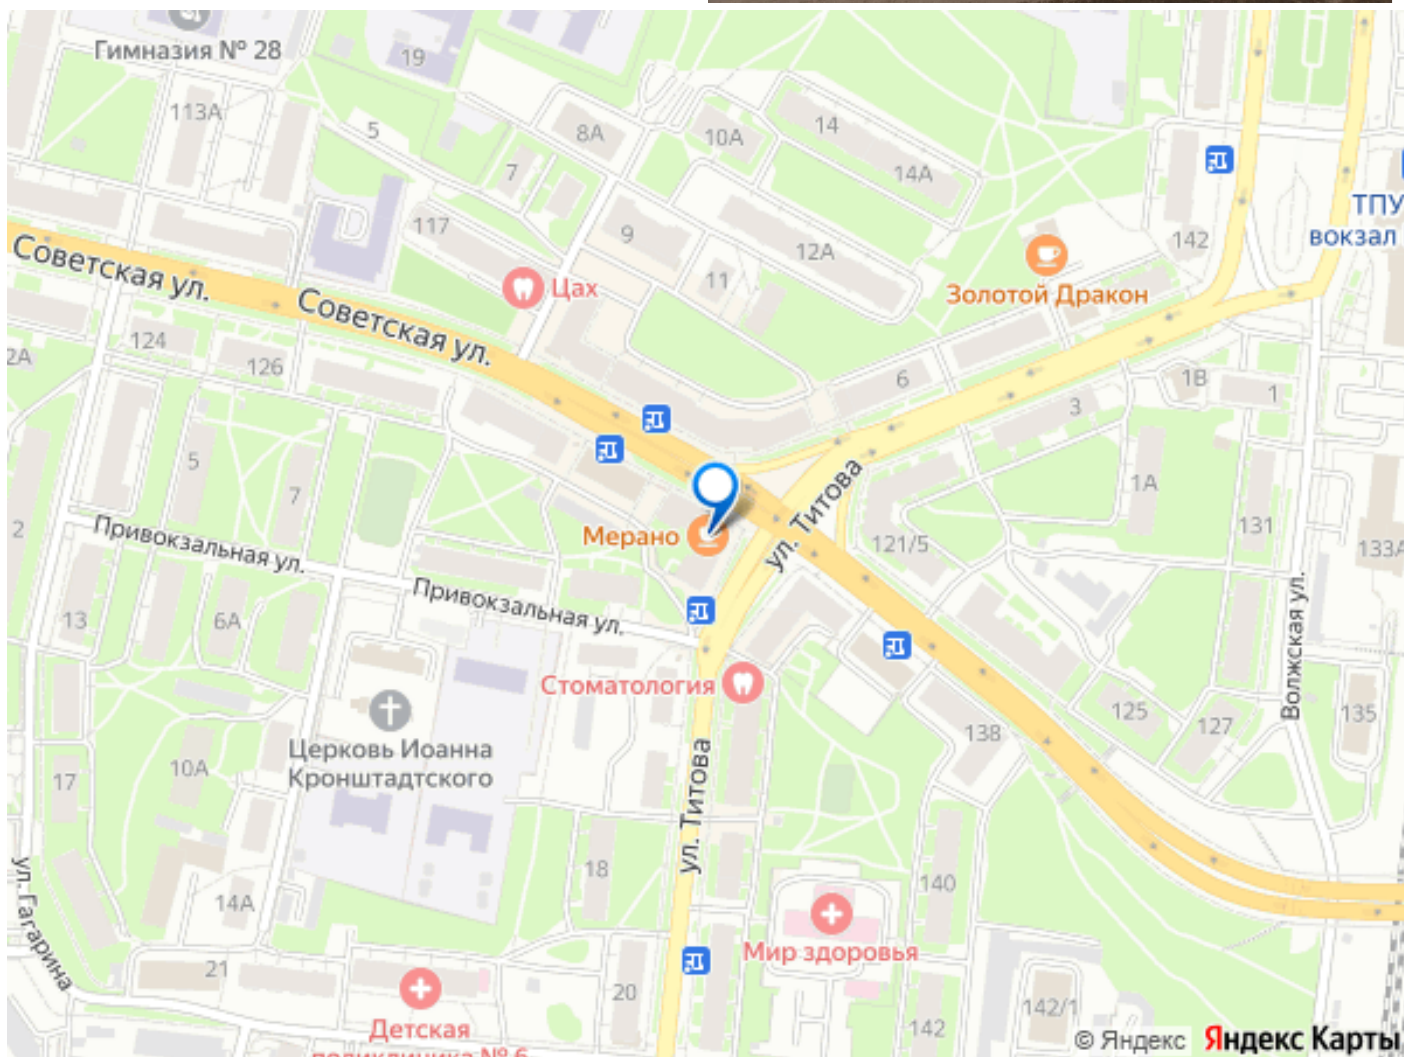 Гимназия № 28
19
113А
5
8А
10А
14
7
14А
ТПУ
вокзал
117
9
12А
142
11
Советская ул.
Цах
Золотой Дракон
Советская ул.
124
2А
126
6
1В
1
3
5
7
ул. Титова
1А
2
Привокзальная ул.
Мерано
121/5
131
133А
Привокзальная ул.
13
6А
Стоматология
Волжская ул.
125
127
135
138
Церковь Иоанна
Кронштадтского
10А
17
ул. Титова
18
140
14А
ул. Гагарина
Мир здоровья
21
20
142/1
Детская
поликлиника № 6
142
© Яндекс
Яндекс Карты